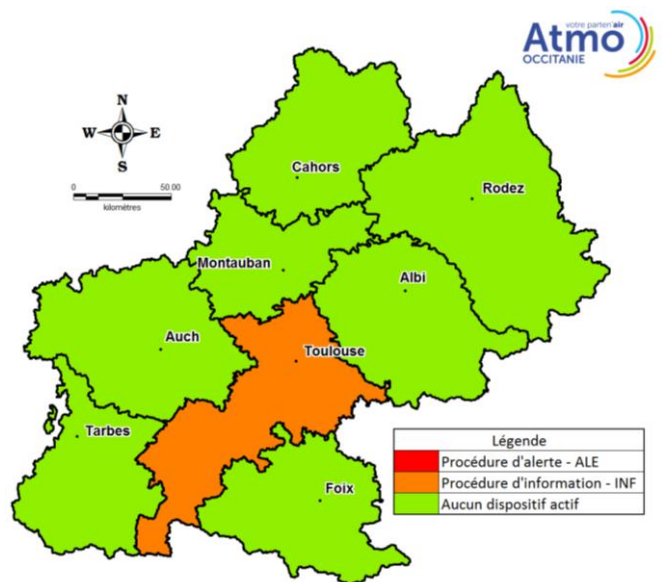 votre parten'air
Atmo
OCCITANIE
N
W E
S
0 50.00
kilomètres
Cahors
Rodez
Montauban
Albi
Auch
Toulouse
Tarbes
Foix
Légende
Procédure d'alerte - ALE
Procédure d'information - INF
Aucun dispositif actif